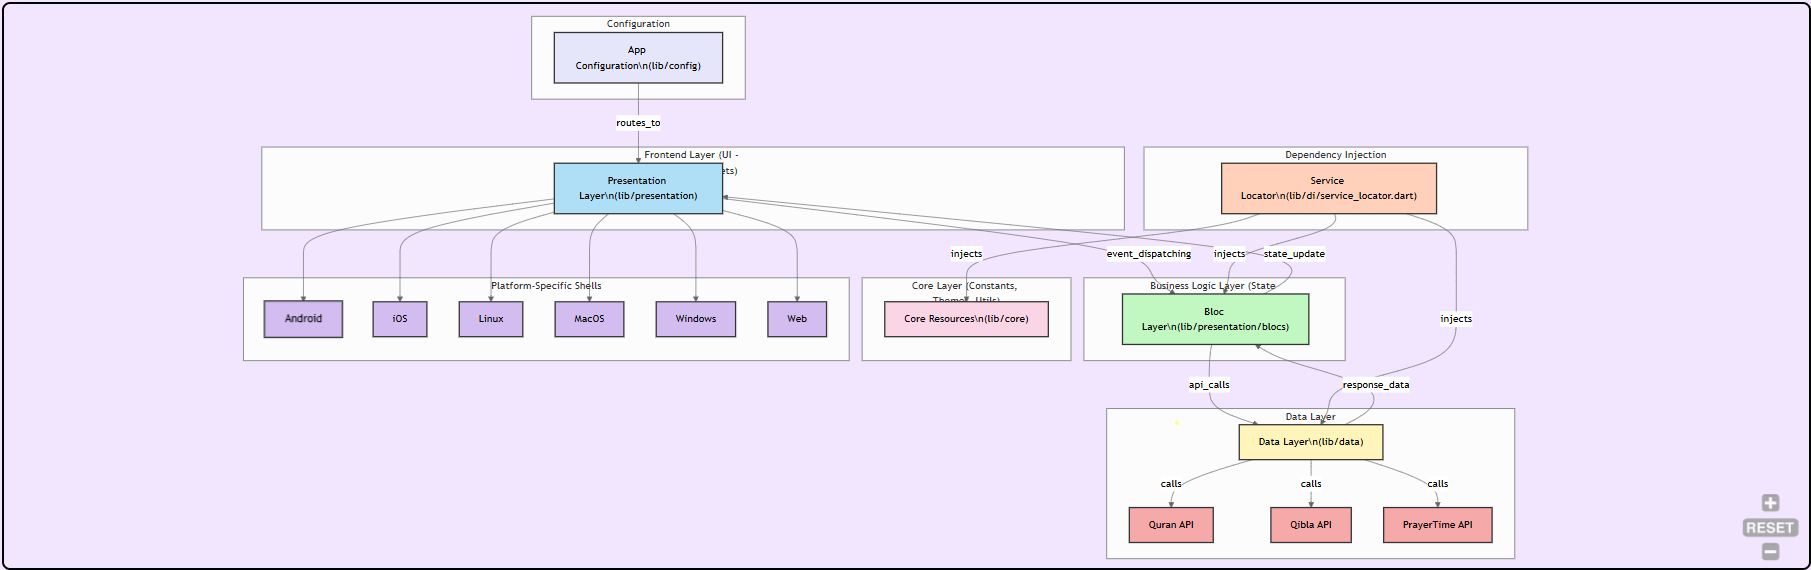 Configuration
App
Configuration\n(lib/config)
routes_to
Frontend Layer (UI -
ets)
Presentation
Layer\n(lib/presentation)
Dependency Injection
Service
Locator\n(lib/di/service_locator.dart)
injects
event_dispatching
injects
state_update
Platform-Specific Shells
Android
iOS
Linux
MacOS
Windows
Web
Core Layer (Constants,
Utils)
Core Resources\n(lib/core)
Business Logic Layer (State
Bloc
Layer\n(lib/presentation/blocs)
injects
api_calls
response_data
Data Layer
Data Layer\n(lib/data)
calls
calls
calls
Quran API
Qibla API
PrayerTime API
RESET